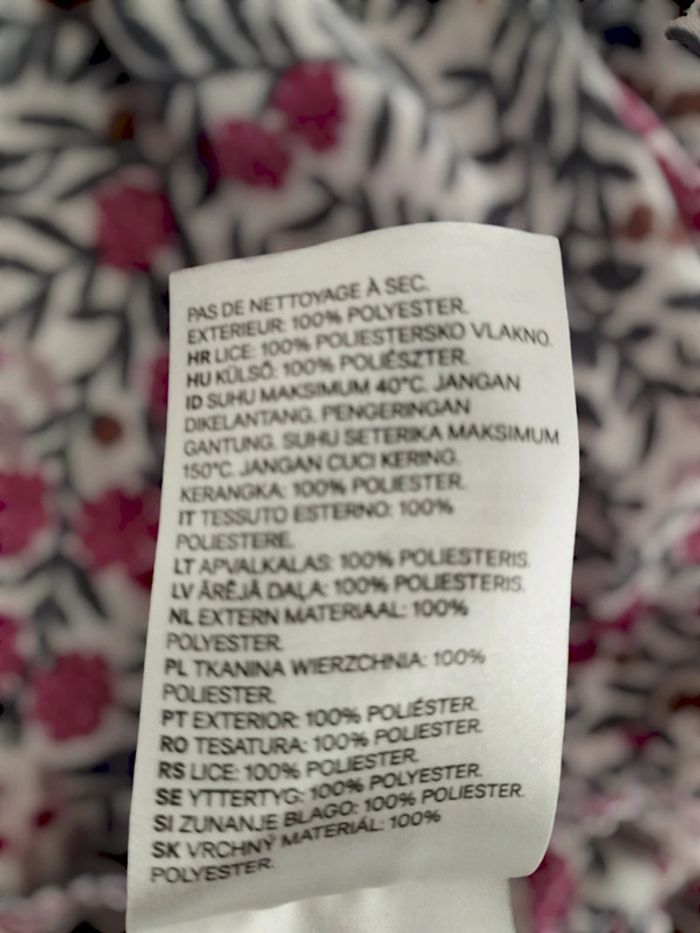 PAS DE NETTOYAGE À SEC.
EXTERIEUR: 100% POLYESTER.
HR LICE: 100% POLIESTERSKO VLAKNO.
HU KÜLSŐ: 100% POLIÉSZTER.
ID SUHU MAKSIMUM 40°C. JANGAN
DIKELANTANG. PENGERINGAN
GANTUNG. SUHU SETERIKA MAKSIMUM
150°C. JANGAN CUCI KERING.
KERANGKA: 100% POLIESTER.
IT TESSUTO ESTERNO: 100%
POLIESTERE.
LT APVALKALAS: 100% POLIESTERIS.
LV ĀRĒJĀ DAĻA: 100% POLIESTERIS.
NL EXTERN MATERIAAL: 100%
POLYESTER.
PL TKANINA WIERZCHNIA: 100%
POLIESTER.
PT EXTERIOR: 100% POLIÉSTER.
RO TESATURA: 100% POLIESTER.
RS LICE: 100% POLIESTER.
SE YTTERTYG: 100% POLYESTER.
SI ZUNANJE BLAGO: 100% POLIESTER.
SK VRCHNÝ MATERIÁL: 100%
POLYESTER.